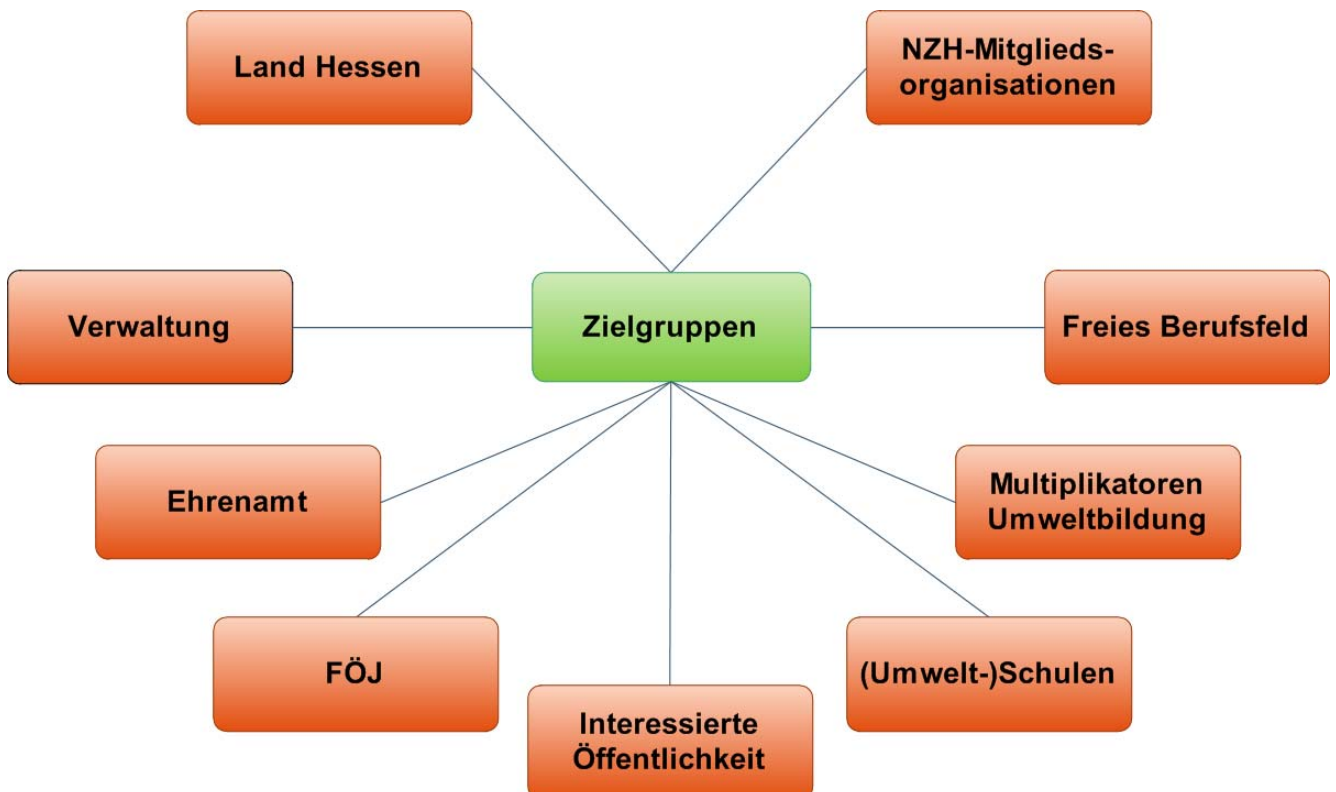 Land Hessen
NZH-Mitglieds-
organisationen
Verwaltung
Zielgruppen
Freies Berufsfeld
Ehrenamt
Multiplikatoren
Umweltbildung
FÖJ
(Umwelt-)Schulen
Interessierte
Öffentlichkeit